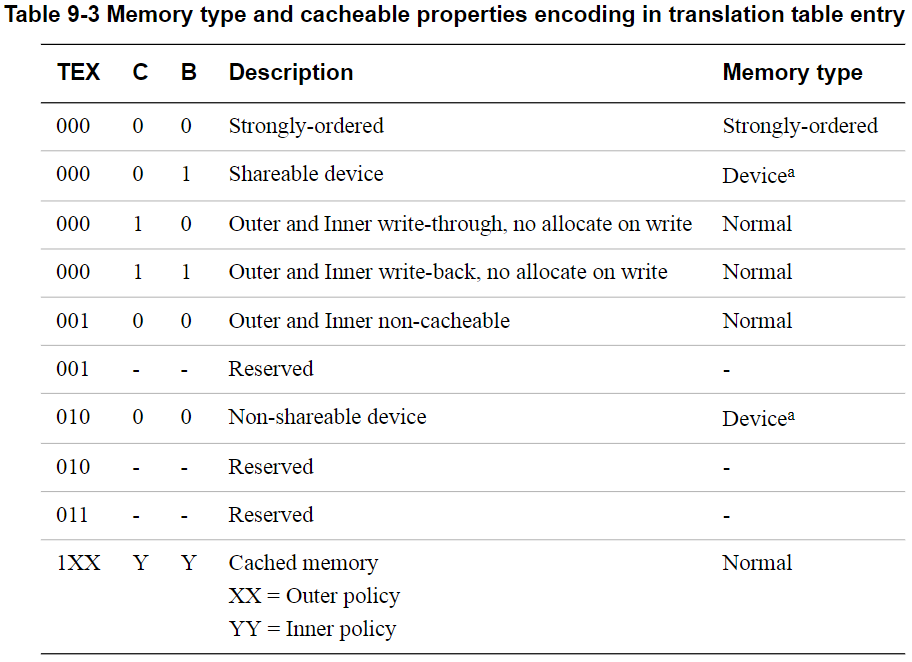 Table 9-3 Memory type and cacheable properties encoding in translation table entry
TEX C B Description Memory type
000 0 0 Strongly-ordered Strongly-ordered
000 0 1 Shareable device Deviceᵃ
000 1 0 Outer and Inner write-through, no allocate on write Normal
000 1 1 Outer and Inner write-back, no allocate on write Normal
001 0 0 Outer and Inner non-cacheable Normal
001 - - Reserved -
010 0 0 Non-shareable device Deviceᵃ
010 - - Reserved -
011 - - Reserved -
1XX Y Y Cached memory Normal
XX = Outer policy
YY = Inner policy